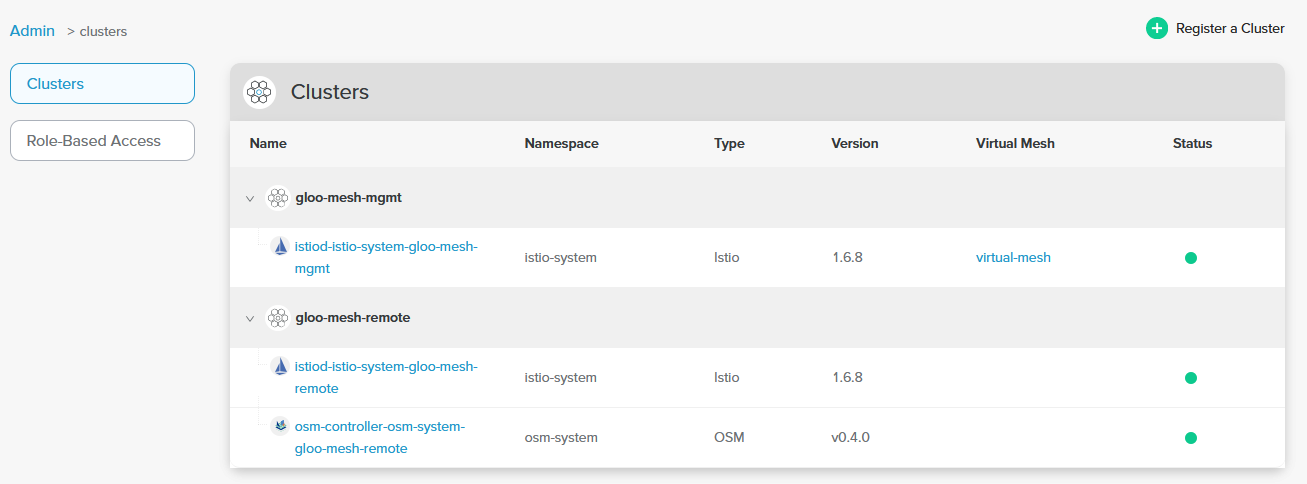 Admin > clusters
Register a Cluster
Clusters
Role-Based Access
Clusters
Name Namespace Type Version Virtual Mesh Status
gloo-mesh-mgmt
istiod-istio-system-gloo-mesh-
mgmt
istio-system Istio 1.6.8 virtual-mesh
gloo-mesh-remote
istiod-istio-system-gloo-mesh-
remote
istio-system Istio 1.6.8
osm-controller-osm-system-
gloo-mesh-remote
osm-system OSM v0.4.0